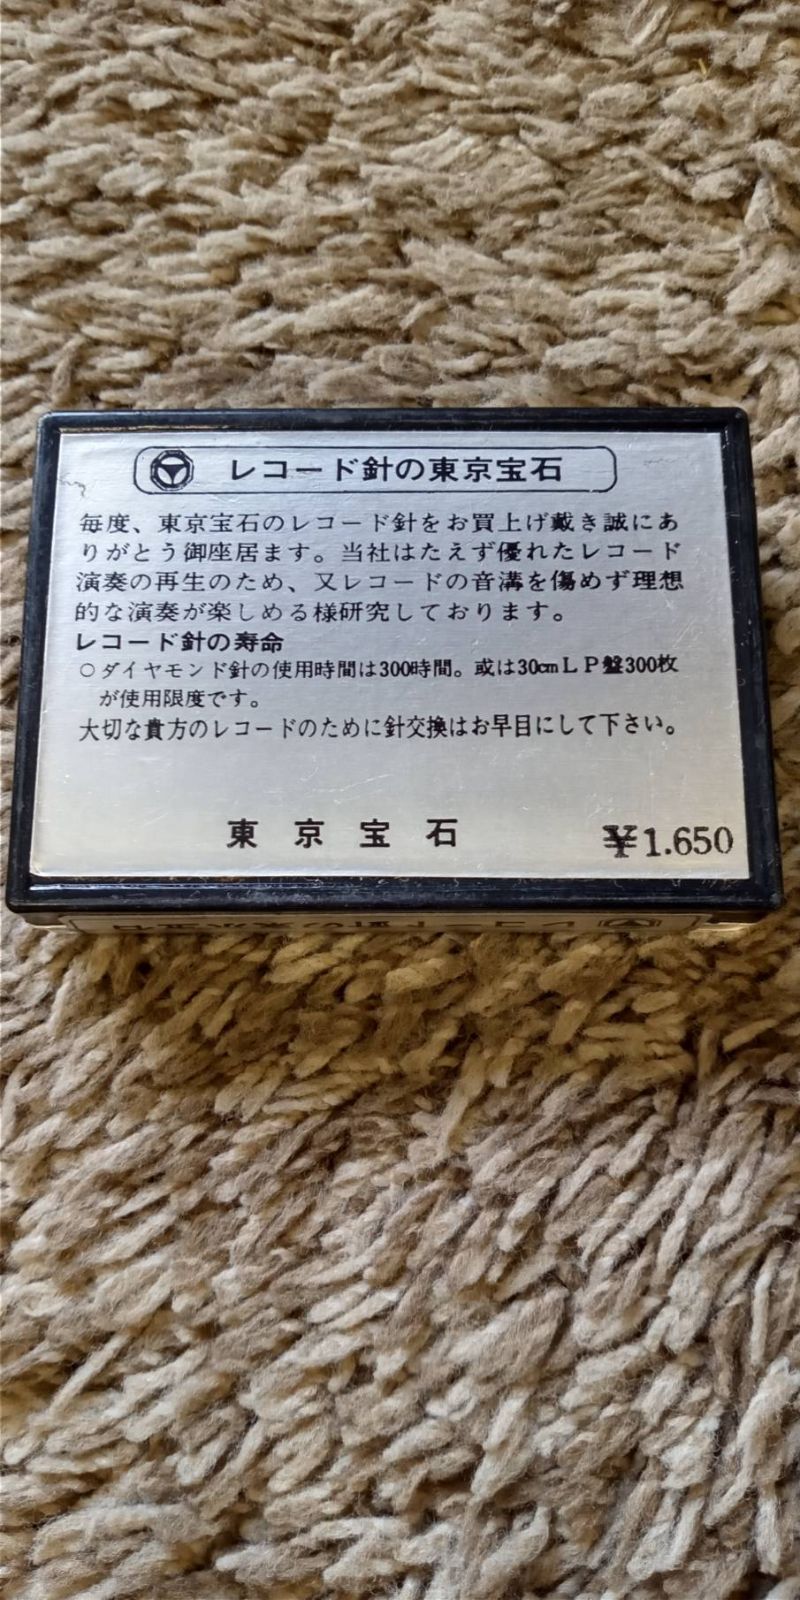 レコード針の東京宝石
毎度、東京宝石のレコード針をお買上げ戴き誠にあ
りがとう御座居ます。当社はたえず優れたレコード
演奏の再生のため、又レコードの音溝を傷めず理想
的な演奏が楽しめる様研究しております。
レコード針の寿命
○ダイヤモンド針の使用時間は300時間。或は30cmLP盤300枚
が使用限度です。
大切な貴方のレコードのために針交換はお早目にして下さい。
東京宝石
¥1.650